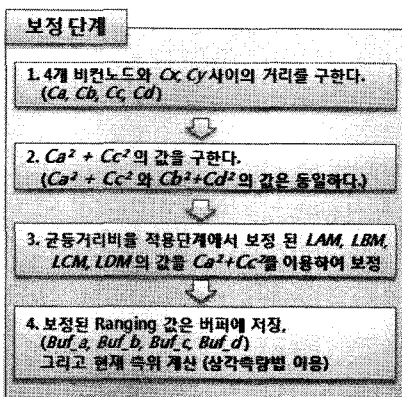 보정 단계
1. 4개 비컨노드와 Cx, Cy사이의 거리를 구한다.
(Ca, Cb, Cc, Cd)
2. Ca² + Cc²의 값을 구한다.
(Ca² + Cc²와 Cb²+Cd²의 값은 동일하다.)
3. 균등거리비율 적용단계에서 보정 된 LAM, LBM,
LCM, LDM의 값을 Ca²+Cc²를 이용하여 보정
4. 보정된 Ranging 값은 버퍼에 저장,
(Buf_a, Buf_b, Buf_c, Buf_d)
그리고 현재 측위 계산 (삼각측량법 이용)